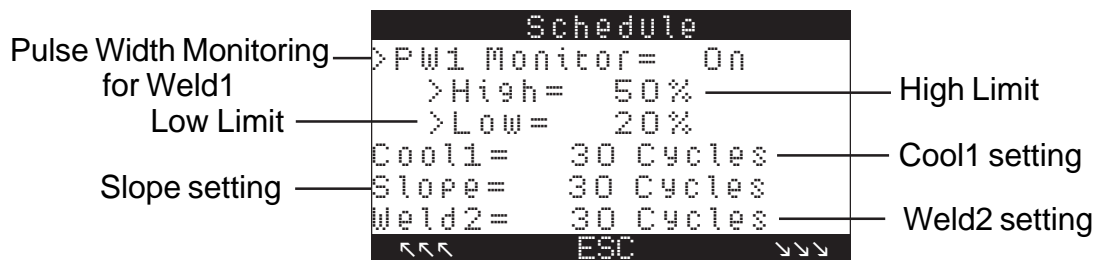 Schedule
Pulse Width Monitoring
for Weld1
>PW1 Monitor= On
>High= 50%
High Limit
Low Limit
>Low= 20%
Cool1= 30 Cycles
Cool1 setting
Slope setting
Slope= 30 Cycles
Weld2= 30 Cycles
Weld2 setting
↖↖↖ ESC ↘↘↘